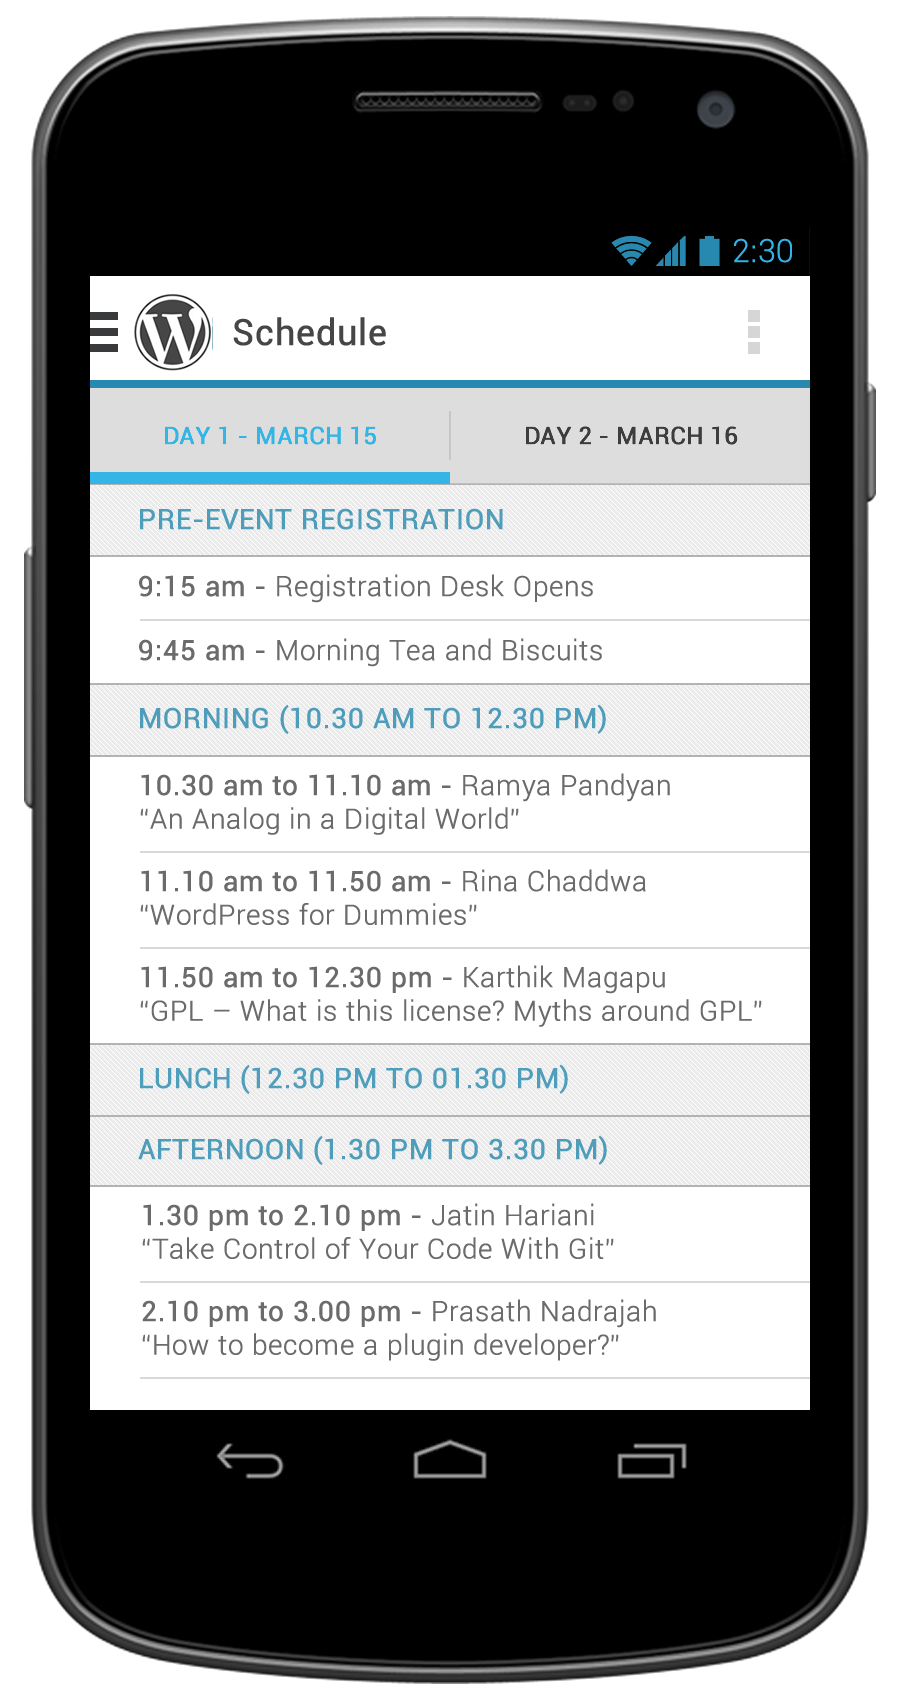 2:30
Schedule
DAY 1 - MARCH 15
DAY 2 - MARCH 16
PRE-EVENT REGISTRATION
9:15 am - Registration Desk Opens
9:45 am - Morning Tea and Biscuits
MORNING (10.30 AM TO 12.30 PM)
10.30 am to 11.10 am - Ramya Pandyan
“An Analog in a Digital World”
11.10 am to 11.50 am - Rina Chaddwa
“WordPress for Dummies”
11.50 am to 12.30 pm - Karthik Magapu
“GPL – What is this license? Myths around GPL”
LUNCH (12.30 PM TO 01.30 PM)
AFTERNOON (1.30 PM TO 3.30 PM)
1.30 pm to 2.10 pm - Jatin Hariani
“Take Control of Your Code With Git”
2.10 pm to 3.00 pm - Prasath Nadrajah
“How to become a plugin developer?”